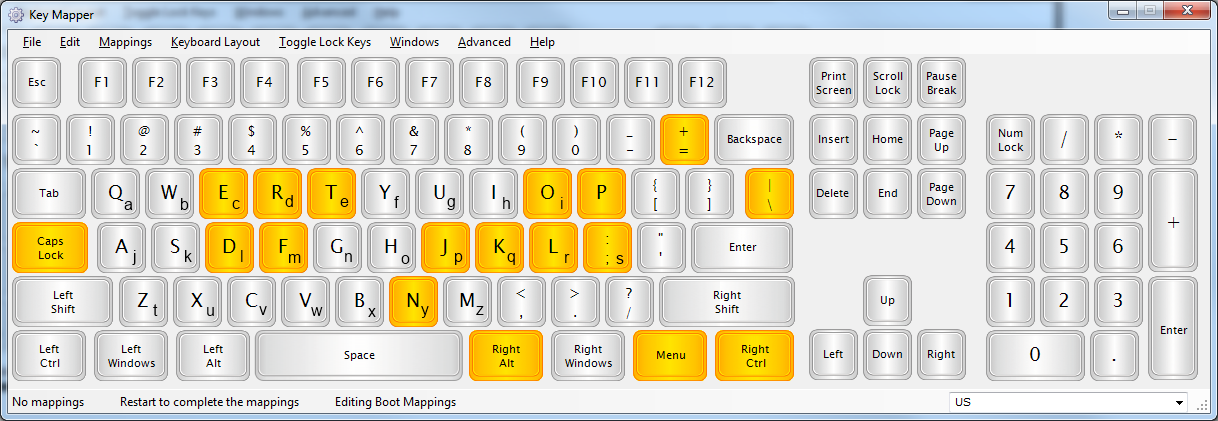 Key Mapper
File Edit Mappings Keyboard Layout Toggle Lock Keys Windows Advanced Help
Esc F1 F2 F3 F4 F5 F6 F7 F8 F9 F10 F11 F12 Print Screen Scroll Lock Pause Break
~ ! @ # $ % ^ & * ( ) _ + Backspace Insert Home Page Up Num Lock / * −
` 1 2 3 4 5 6 7 8 9 0 - =
Tab Q a W b E c R d T e Y f U g I h O i P { [ } ] | \ Delete End Page Down 7 8 9 +
Caps Lock A j S k D l F m G n H o J p K q L r : ; s " ' Enter 4 5 6
Left Shift Z t X u C v V w B x N y M z < , > . ? / Right Shift Up 1 2 3 Enter
Left Ctrl Left Windows Left Alt Space Right Alt Right Windows Menu Right Ctrl Left Down Right 0 .
No mappings Restart to complete the mappings Editing Boot Mappings US